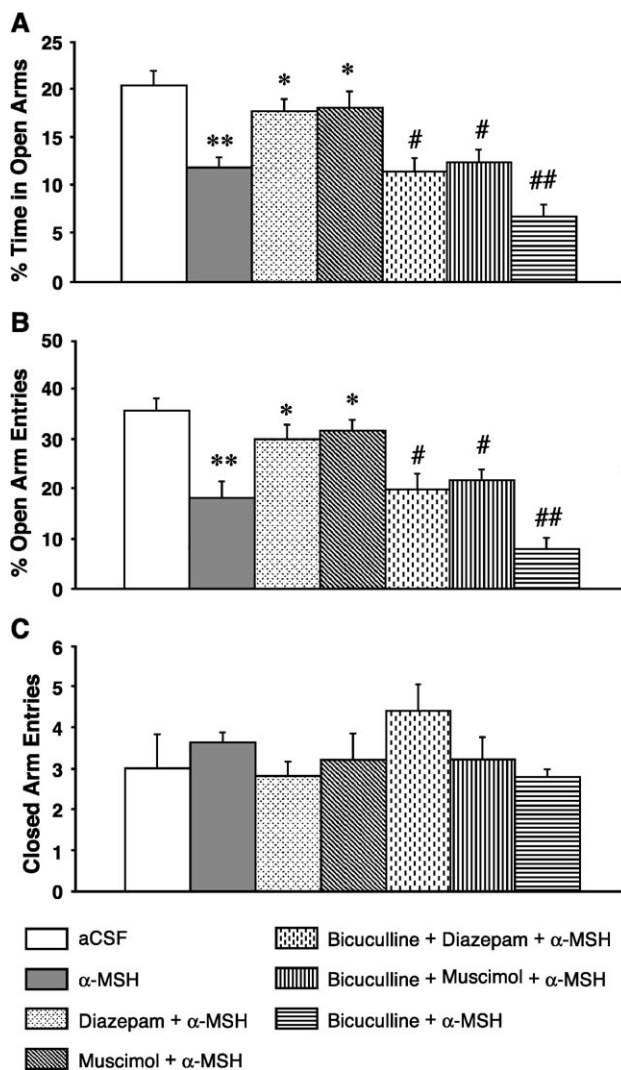 A
% Time in Open Arms
25
20
15
10
5
0
**
*
*
#
#
##
B
% Open Arm Entries
50
40
30
20
10
0
**
*
*
#
#
##
C
Closed Arm Entries
6
5
4
3
2
1
0
aCSF
α-MSH
Diazepam + α-MSH
Muscimol + α-MSH
Bicuculline + Diazepam + α-MSH
Bicuculline + Muscimol + α-MSH
Bicuculline + α-MSH